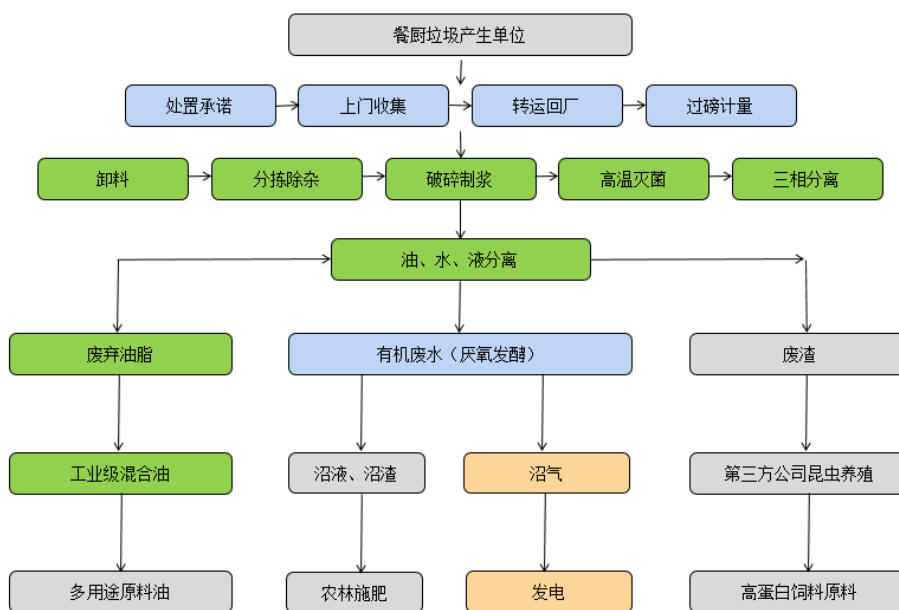 餐厨垃圾产生单位
处置承诺
上门收集
转运回厂
过磅计量
卸料
分拣除杂
破碎制浆
高温灭菌
三相分离
油、水、液分离
废弃油脂
有机废水（厌氧发酵）
废渣
工业级混合油
沼液、沼渣
沼气
第三方公司昆虫养殖
多用途原料油
农林施肥
发电
高蛋白饲料原料